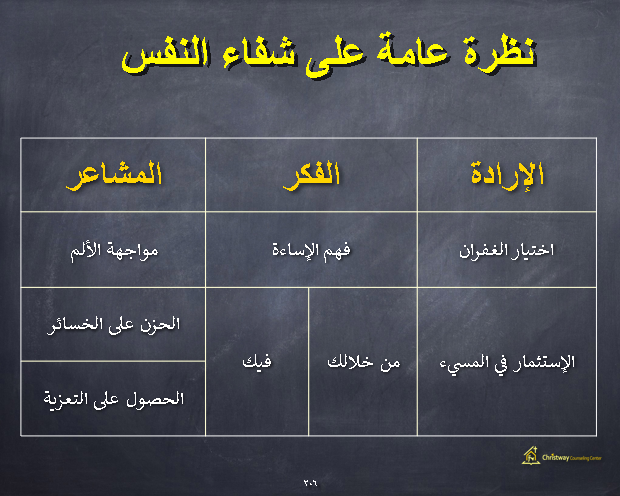 نظرة عامة على شفاء النفس
الإرادة
الفكر
المشاعر
اختيار الغفران
فهم الإساءة
مواجهة الألم
الإستثمار في المسيء
من خلالك
فيك
الحزن على الخسائر
الحصول على التعزية
Christway Counseling Center
٢٠٦